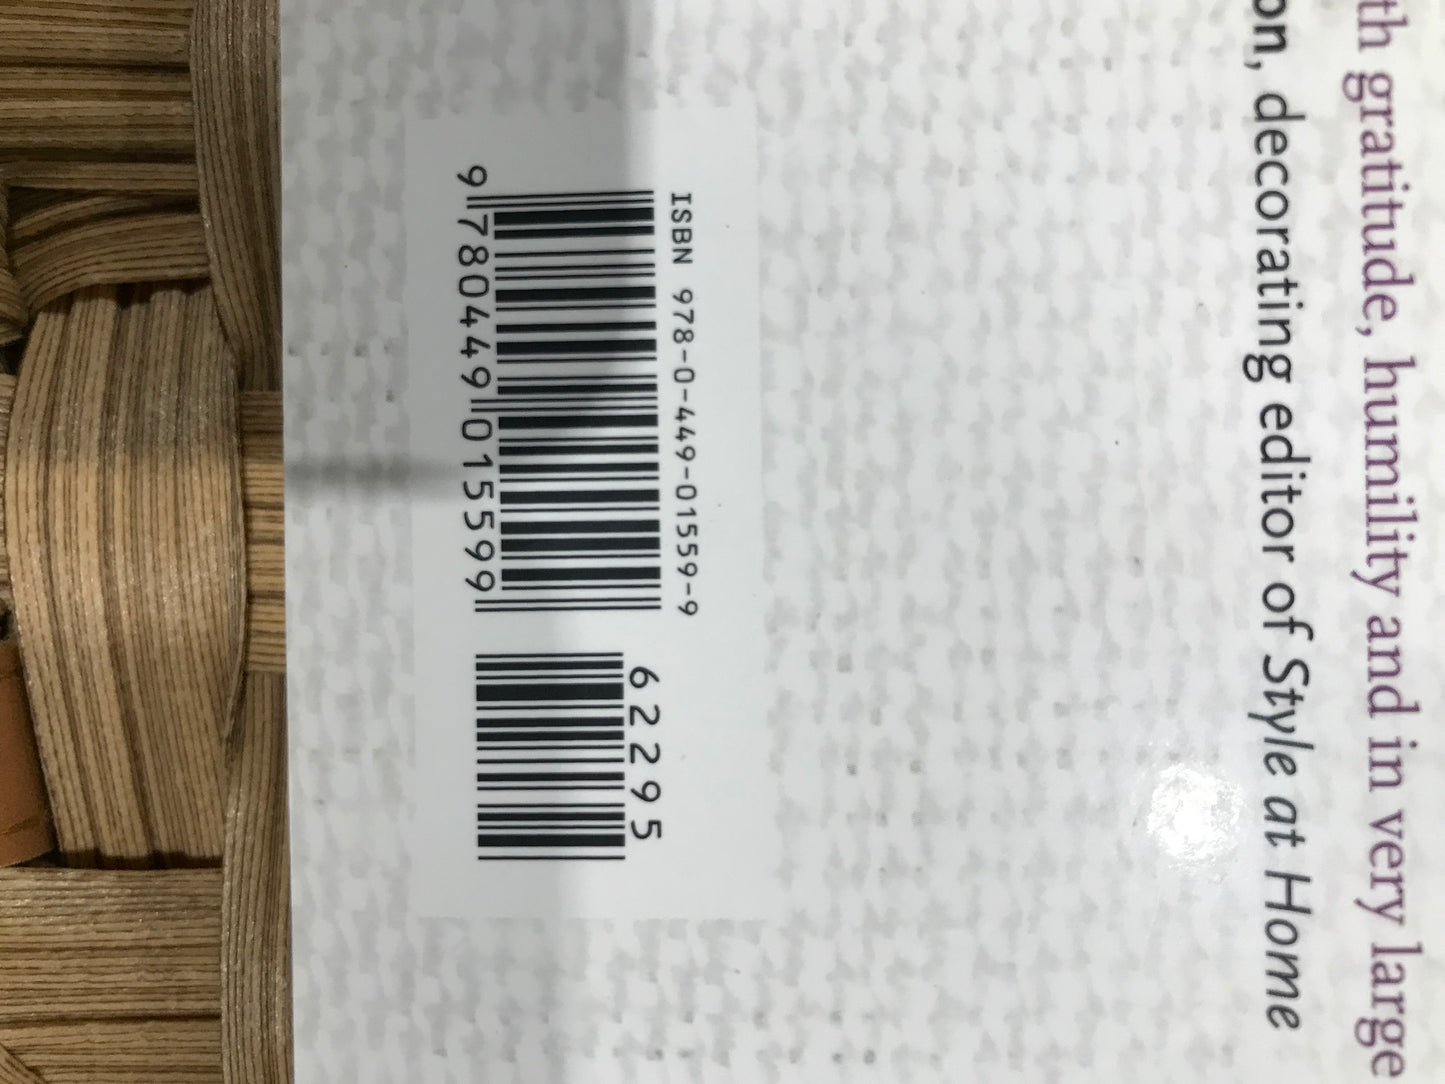 th gratitude, humility and in very large
on, decorating editor of Style at Home
ISBN 978-0-449-01559-9
9 780449 015599
62295